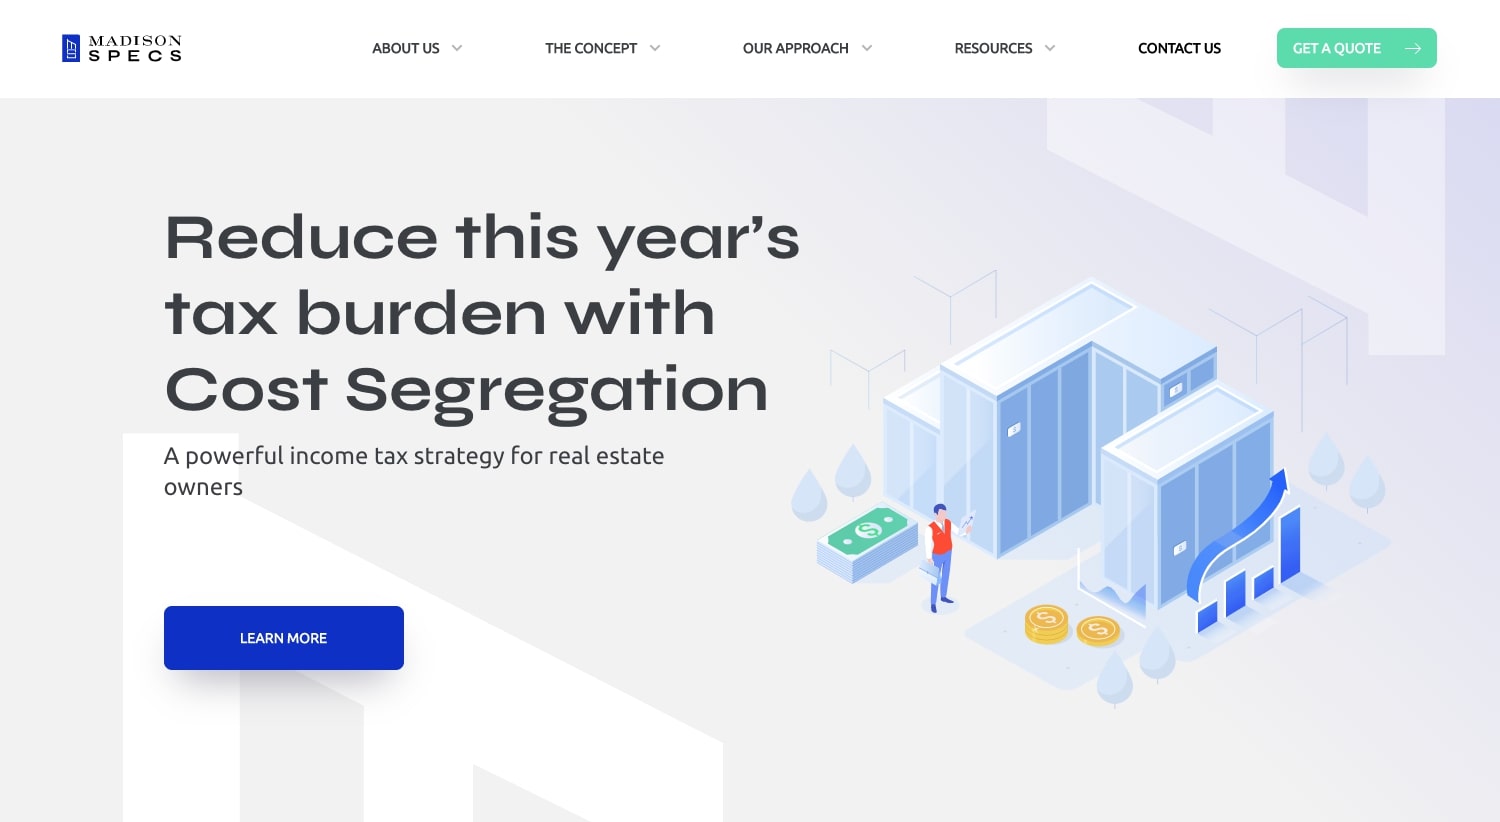 MADISON
SPECS
ABOUT US
THE CONCEPT
OUR APPROACH
RESOURCES
CONTACT US
GET A QUOTE
Reduce this year’s
tax burden with
Cost Segregation
A powerful income tax strategy for real estate
owners
LEARN MORE